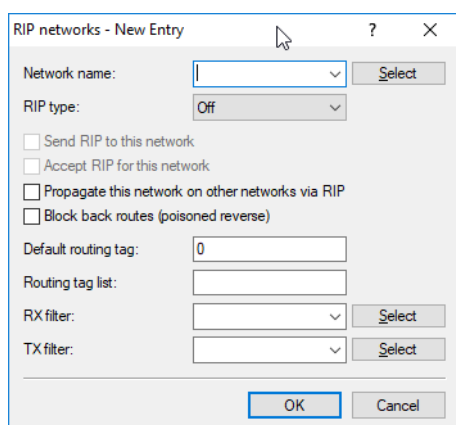 RIP networks - New Entry ?
Network name: Select
RIP type: Off
Send RIP to this network
Accept RIP for this network
Propagate this network on other networks via RIP
Block back routes (poisoned reverse)
Default routing tag: 0
Routing tag list:
RX filter: Select
TX filter: Select
OK Cancel